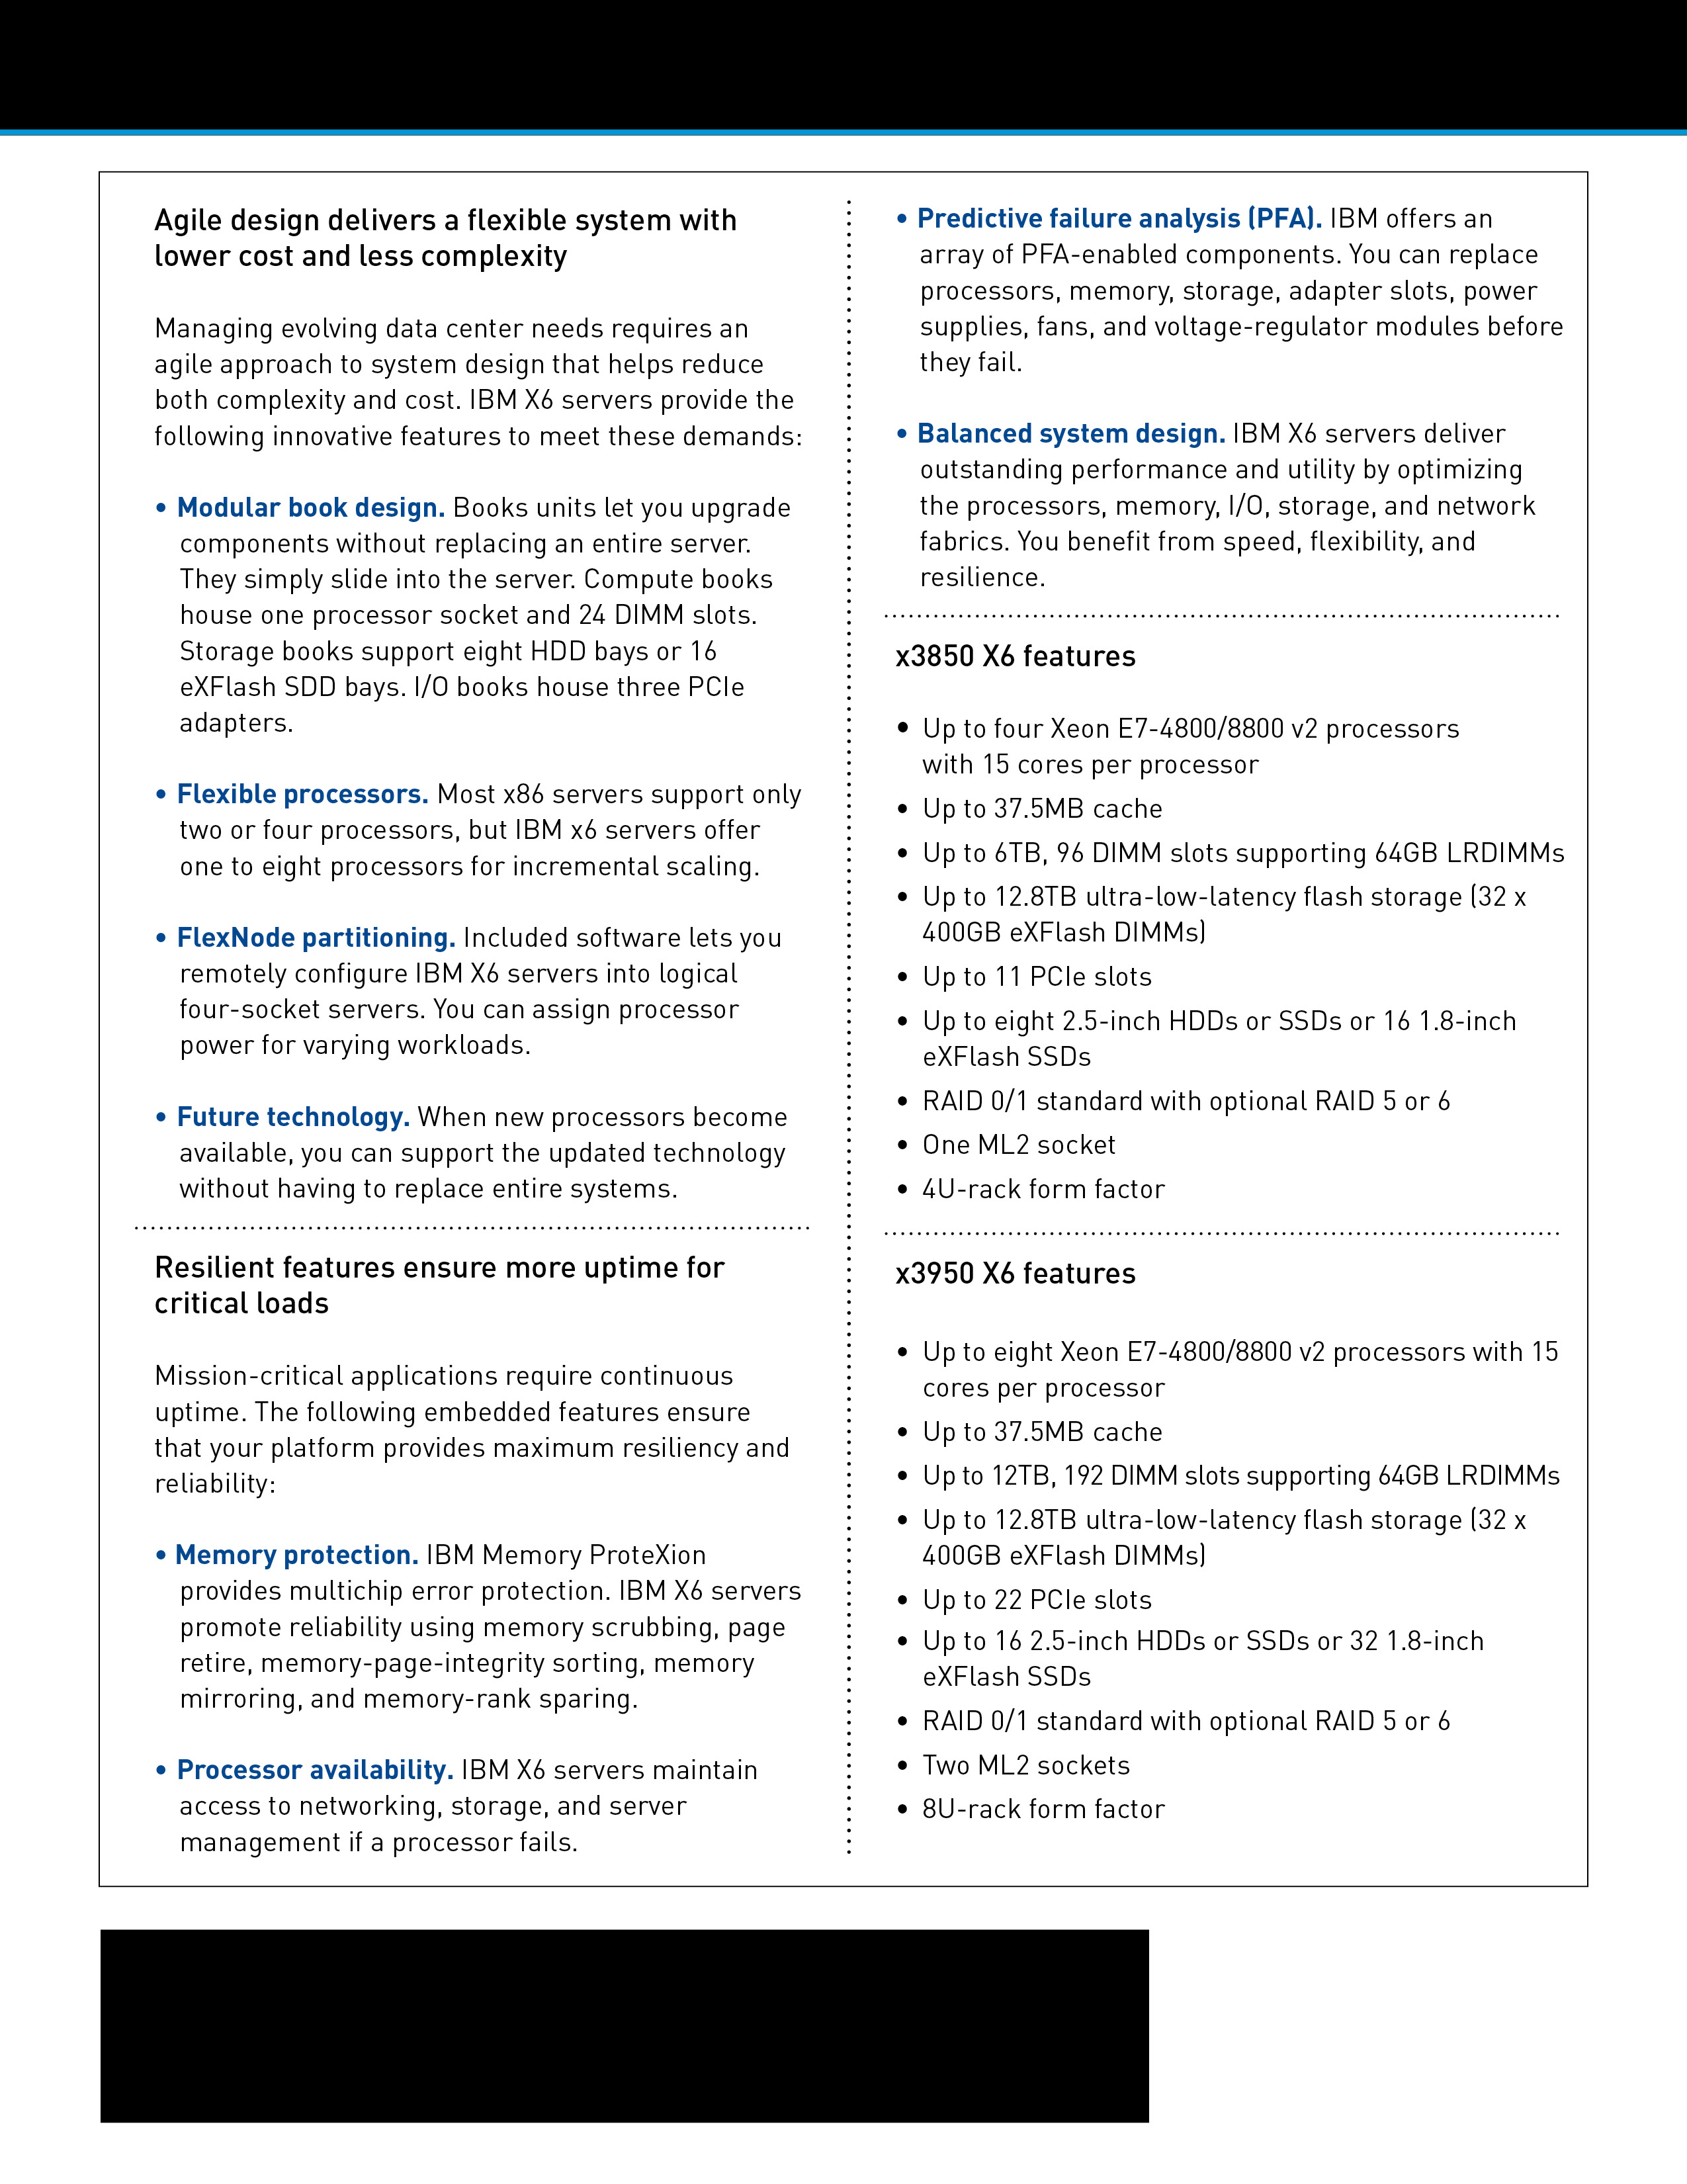 Agile design delivers a flexible system with
lower cost and less complexity
Managing evolving data center needs requires an
agile approach to system design that helps reduce
both complexity and cost. IBM X6 servers provide the
following innovative features to meet these demands:
• Modular book design. Books units let you upgrade
components without replacing an entire server.
They simply slide into the server. Compute books
house one processor socket and 24 DIMM slots.
Storage books support eight HDD bays or 16
eXFlash SDD bays. I/O books house three PCIe
adapters.
• Flexible processors. Most x86 servers support only
two or four processors, but IBM x6 servers offer
one to eight processors for incremental scaling.
• FlexNode partitioning. Included software lets you
remotely configure IBM X6 servers into logical
four-socket servers. You can assign processor
power for varying workloads.
• Future technology. When new processors become
available, you can support the updated technology
without having to replace entire systems.
Resilient features ensure more uptime for
critical loads
Mission-critical applications require continuous
uptime. The following embedded features ensure
that your platform provides maximum resiliency and
reliability:
• Memory protection. IBM Memory ProteXion
provides multichip error protection. IBM X6 servers
promote reliability using memory scrubbing, page
retire, memory-page-integrity sorting, memory
mirroring, and memory-rank sparing.
• Processor availability. IBM X6 servers maintain
access to networking, storage, and server
management if a processor fails.
• Predictive failure analysis (PFA). IBM offers an
array of PFA-enabled components. You can replace
processors, memory, storage, adapter slots, power
supplies, fans, and voltage-regulator modules before
they fail.
• Balanced system design. IBM X6 servers deliver
outstanding performance and utility by optimizing
the processors, memory, I/O, storage, and network
fabrics. You benefit from speed, flexibility, and
resilience.
x3850 X6 features
• Up to four Xeon E7-4800/8800 v2 processors
with 15 cores per processor
• Up to 37.5MB cache
• Up to 6TB, 96 DIMM slots supporting 64GB LRDIMMs
• Up to 12.8TB ultra-low-latency flash storage (32 x
400GB eXFlash DIMMs)
• Up to 11 PCIe slots
• Up to eight 2.5-inch HDDs or SSDs or 16 1.8-inch
eXFlash SSDs
• RAID 0/1 standard with optional RAID 5 or 6
• One ML2 socket
• 4U-rack form factor
x3950 X6 features
• Up to eight Xeon E7-4800/8800 v2 processors with 15
cores per processor
• Up to 37.5MB cache
• Up to 12TB, 192 DIMM slots supporting 64GB LRDIMMs
• Up to 12.8TB ultra-low-latency flash storage (32 x
400GB eXFlash DIMMs)
• Up to 22 PCIe slots
• Up to 16 2.5-inch HDDs or SSDs or 32 1.8-inch
eXFlash SSDs
• RAID 0/1 standard with optional RAID 5 or 6
• Two ML2 sockets
• 8U-rack form factor